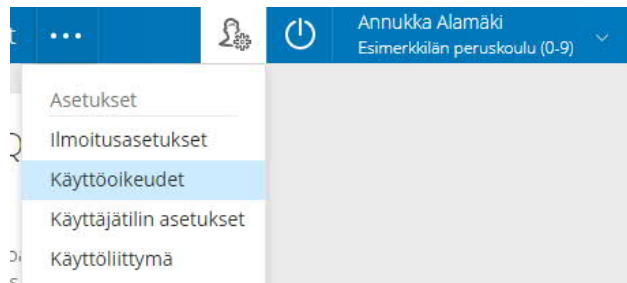 Annukka Alamäki
Esimerkkilän peruskoulu (0-9)
Asetukset
Ilmoitusasetukset
Käyttöoikeudet
Käyttäjätilin asetukset
Käyttöliittymä